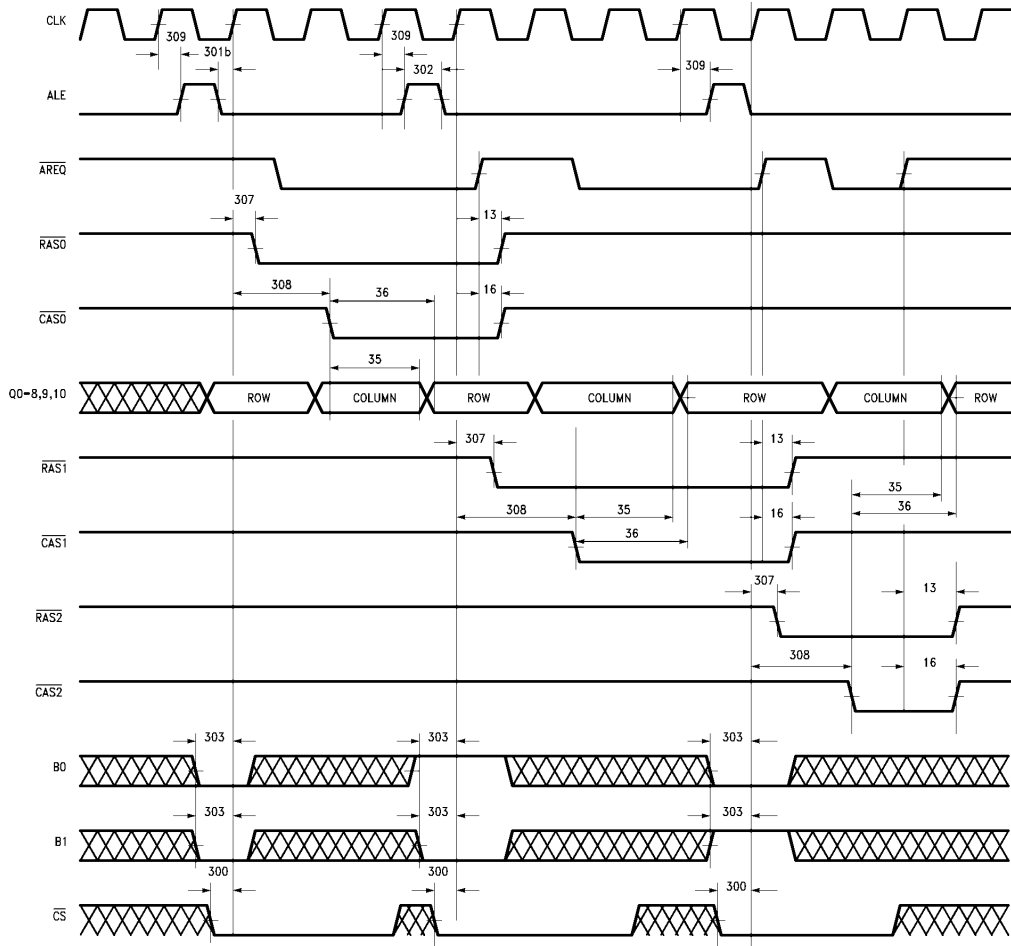 CLK
309 301b 309 302 309
ALE
AREQ
307 13
RAS0
308 36 16
CAS0
35
Q0-8,9,10 ROW COLUMN ROW COLUMN ROW COLUMN ROW
307 13
RAS1
35
308 35 16 36
CAS1 36
307 13
RAS2
308 16
CAS2
303 303 303
B0
303 303 303
B1
300 300 300
CS